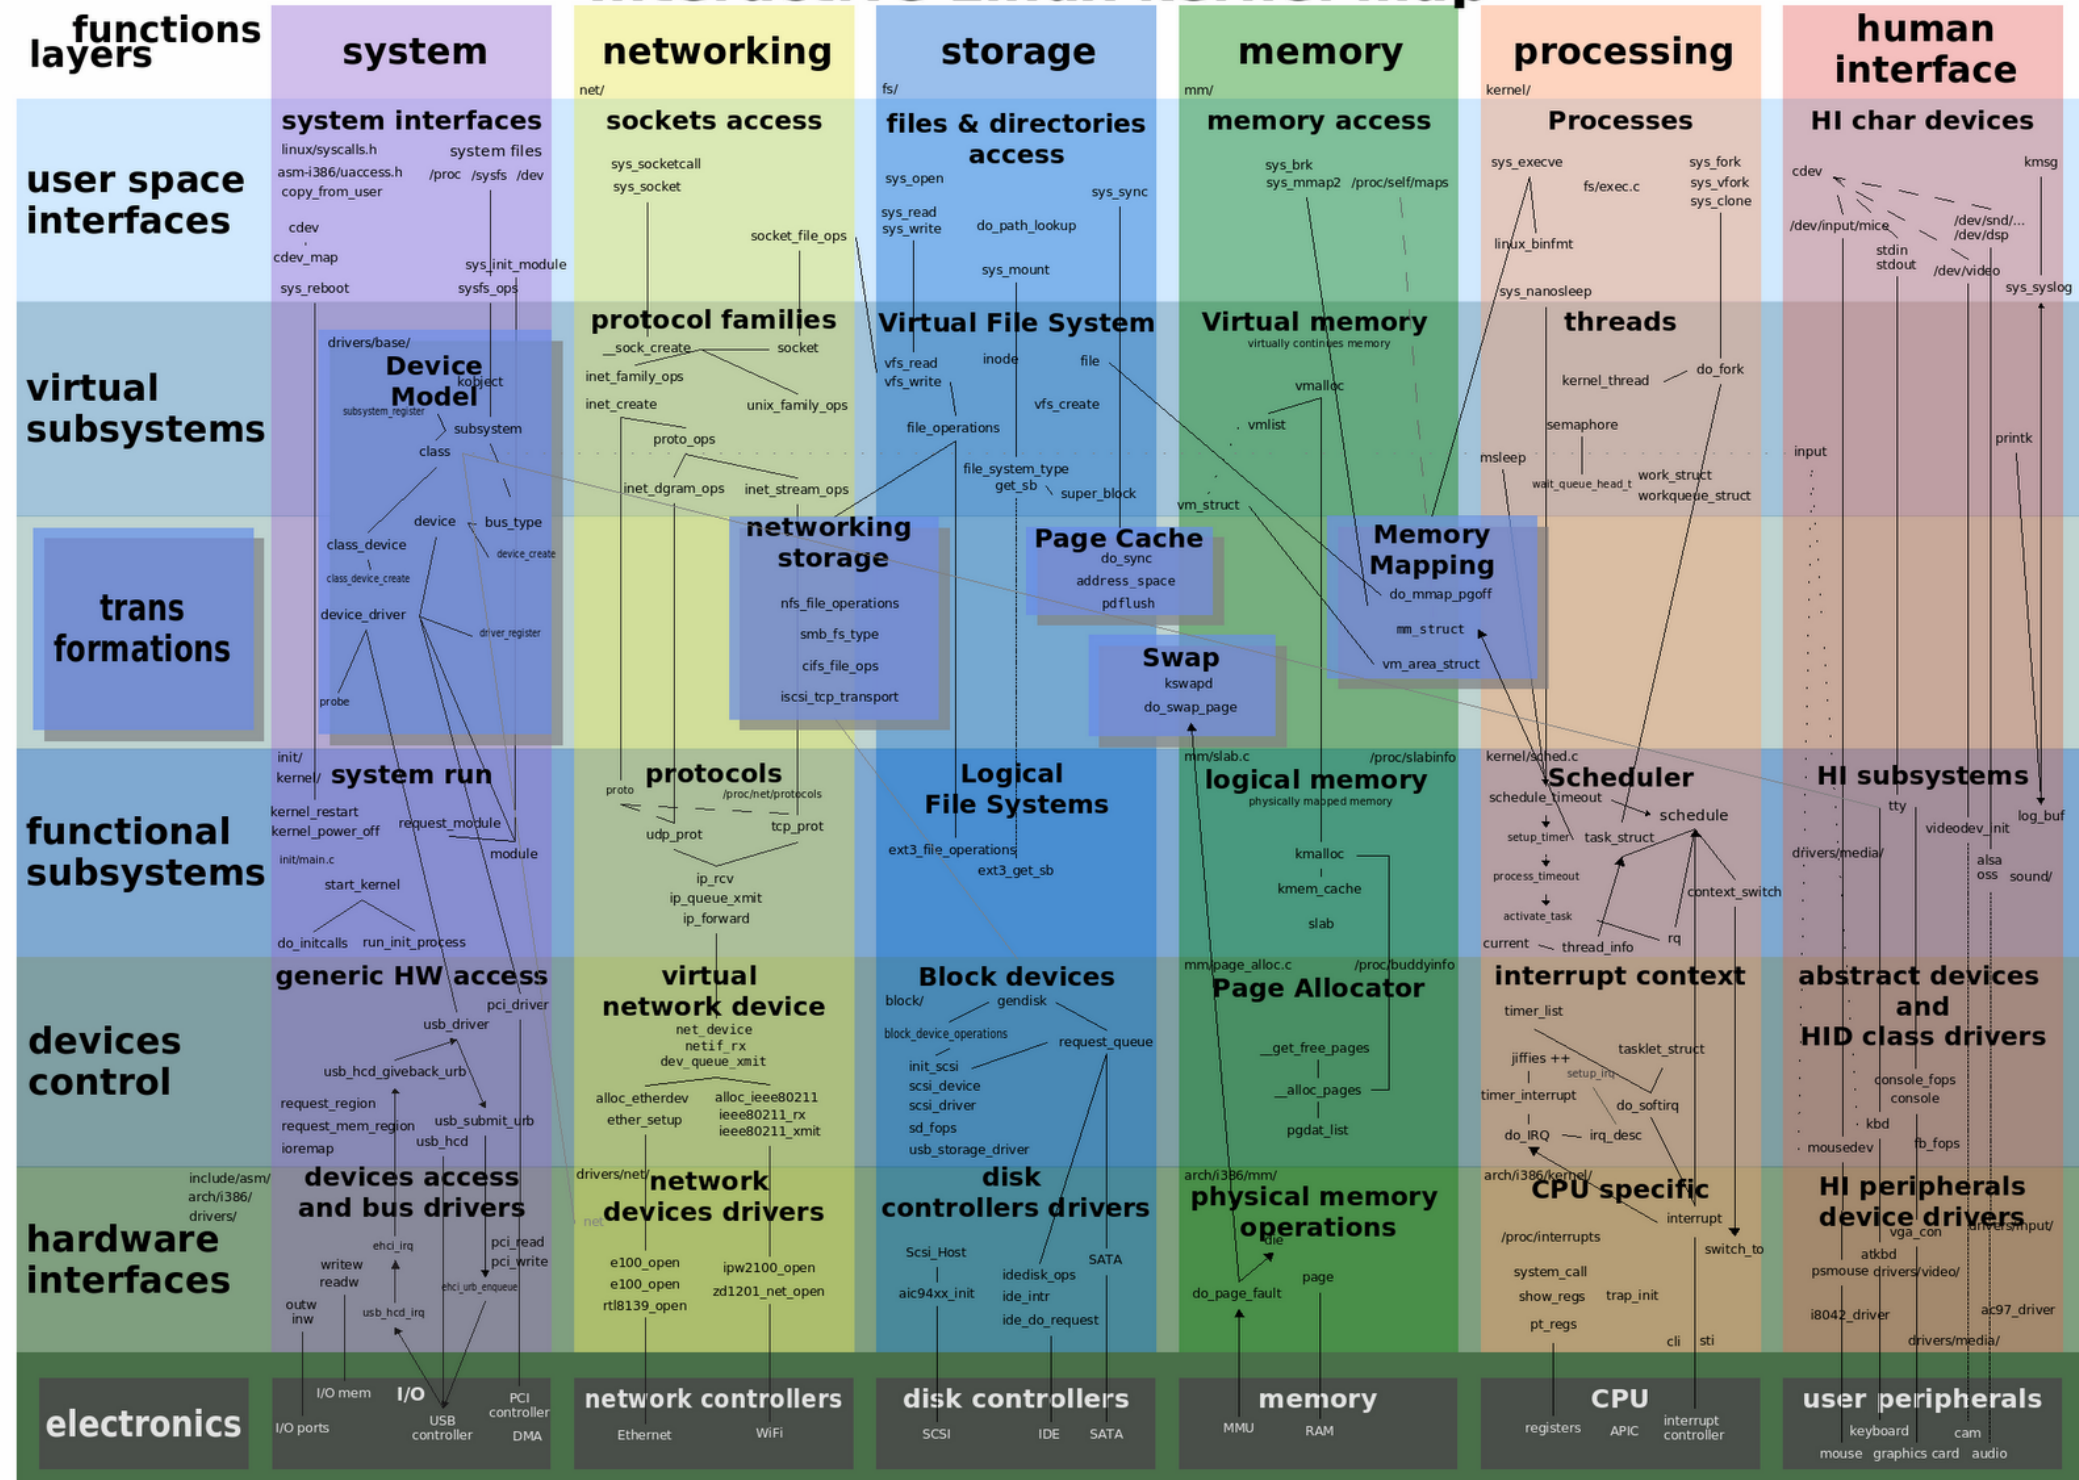 Interactive Linux kernel map
functions
layers
system
networking
net/
storage
fs/
memory
mm/
processing
kernel/
human
interface
user space
interfaces
system interfaces
linux/syscalls.h
system files
asm-i386/uaccess.h
/proc /sysfs /dev
copy_from_user
cdev
cdev_map
sys_init_module
sys_reboot
sysfs_ops
sockets access
sys_socketcall
sys_socket
socket_file_ops
files & directories
access
sys_open
sys_sync
sys_read
sys_write
do_path_lookup
sys_mount
memory access
sys_brk
sys_mmap2 /proc/self/maps
Processes
sys_execve
sys_fork
fs/exec.c
sys_vfork
sys_clone
linux_binfmt
sys_nanosleep
HI char devices
cdev
kmsg
/dev/input/mice
/dev/snd/...
/dev/dsp
stdin
stdout
/dev/video
sys_syslog
virtual
subsystems
drivers/base/
Device
Model
kobject
subsystem_register
subsystem
class
device
bus_type
class_device
device_create
class_device_create
device_driver
driver_register
probe
protocol families
__sock_create
socket
inet_family_ops
inet_create
unix_family_ops
proto_ops
inet_dgram_ops
inet_stream_ops
Virtual File System
vfs_read
vfs_write
inode
file
vfs_create
file_operations
file_system_type
get_sb
super_block
Virtual memory
virtually continues memory
vmalloc
vmlist
vm_struct
threads
kernel_thread
do_fork
semaphore
msleep
wait_queue_head_t
work_struct
workqueue_struct
input
printk
trans
formations
networking
storage
nfs_file_operations
smb_fs_type
cifs_file_ops
iscsi_tcp_transport
Page Cache
do_sync
address_space
pdflush
Swap
kswapd
do_swap_page
Memory
Mapping
do_mmap_pgoff
mm_struct
vm_area_struct
functional
subsystems
init/
kernel/
system run
kernel_restart
kernel_power_off
request_module
module
init/main.c
start_kernel
do_initcalls
run_init_process
protocols
proto
/proc/net/protocols
udp_prot
tcp_prot
ip_rcv
ip_queue_xmit
ip_forward
Logical
File Systems
ext3_file_operations
ext3_get_sb
mm/slab.c
/proc/slabinfo
logical memory
physically mapped memory
kmalloc
kmem_cache
slab
kernel/sched.c
Scheduler
schedule_timeout
schedule
setup_timer
task_struct
process_timeout
context_switch
activate_task
current
thread_info
rq
HI subsystems
tty
log_buf
videodev_init
drivers/media/
alsa
oss
sound/
devices
control
generic HW access
pci_driver
usb_driver
usb_hcd_giveback_urb
request_region
request_mem_region
usb_submit_urb
ioremap
usb_hcd
virtual
network device
net_device
netif_rx
dev_queue_xmit
alloc_etherdev
ether_setup
alloc_ieee80211
ieee80211_rx
ieee80211_xmit
Block devices
block/
gendisk
block_device_operations
request_queue
init_scsi
scsi_device
scsi_driver
sd_fops
usb_storage_driver
mm/page_alloc.c
/proc/buddyinfo
Page Allocator
__get_free_pages
__alloc_pages
pgdat_list
interrupt context
timer_list
jiffies ++
tasklet_struct
setup_irq
timer_interrupt
do_softirq
do_IRQ
irq_desc
abstract devices
and
HID class drivers
console_fops
console
kbd
fb_fops
mousedev
hardware
interfaces
include/asm/
arch/i386/
drivers/
devices access
and bus drivers
ehci_irq
pci_read
pci_write
writew
readw
ehci_urb_enqueue
outw
inw
usb_hcd_irq
drivers/net/
network
devices drivers
net
e100_open
e100_open
rtl8139_open
ipw2100_open
zd1201_net_open
disk
controllers drivers
Scsi_Host
aic94xx_init
SATA
idedisk_ops
ide_intr
ide_do_request
arch/i386/mm/
physical memory
operations
die
page
do_page_fault
arch/i386/kernel/
CPU specific
interrupt
/proc/interrupts
switch_to
system_call
show_regs
trap_init
pt_regs
cli
sti
HI peripherals
device drivers
drivers/input/
vga_con
atkbd
psmouse
drivers/video/
i8042_driver
ac97_driver
drivers/media/
electronics
I/O mem
I/O
PCI
controller
I/O ports
USB
controller
DMA
network controllers
Ethernet
WiFi
disk controllers
SCSI
IDE
SATA
memory
MMU
RAM
CPU
registers
APIC
interrupt
controller
user peripherals
keyboard
cam
mouse
graphics card
audio